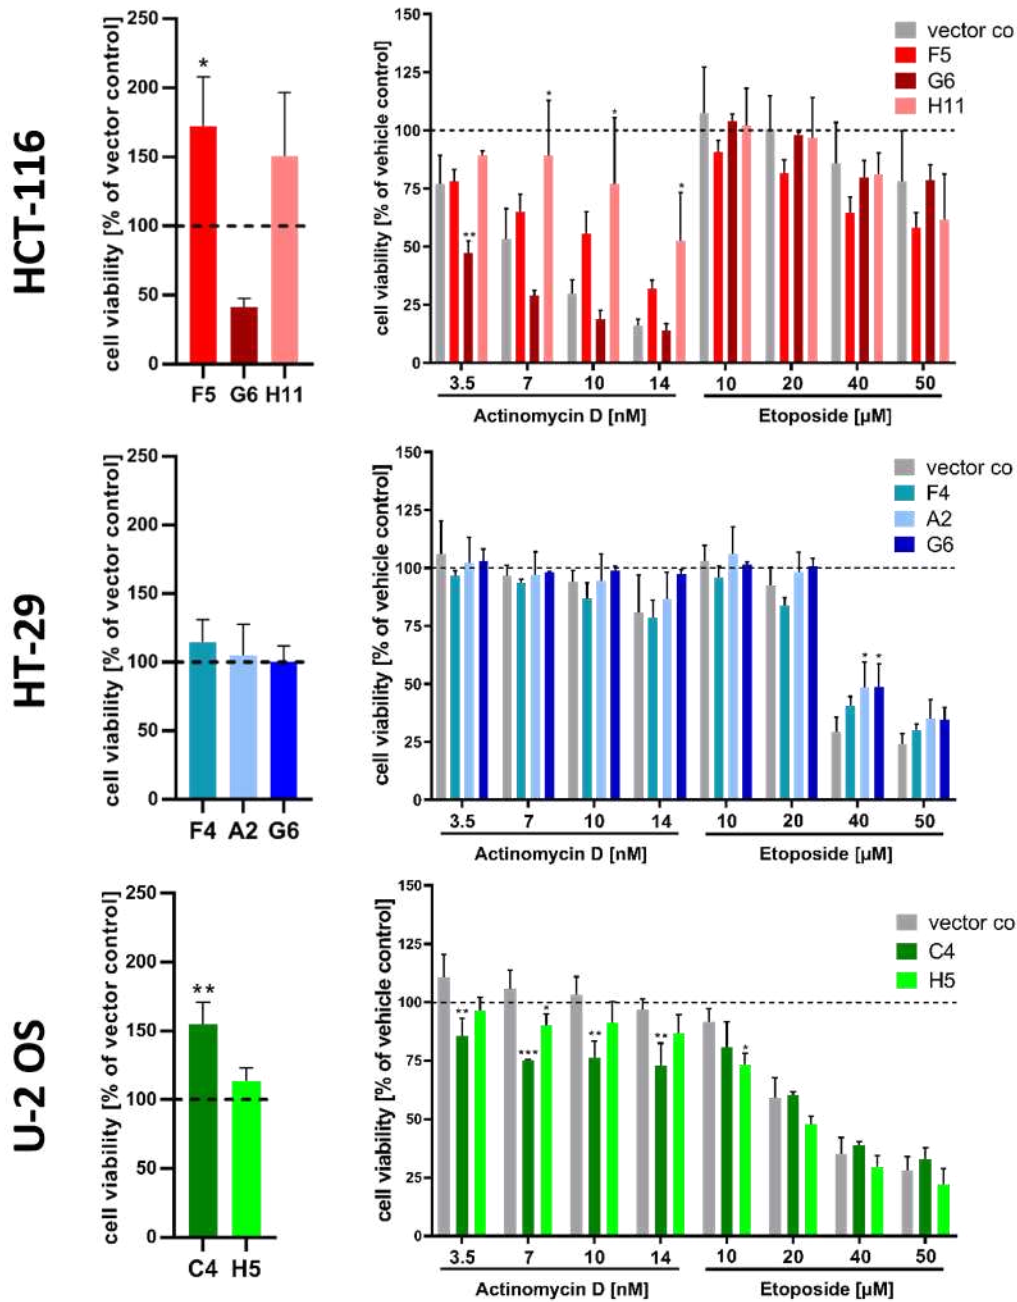 HCT-116
cell viability [% of vector control]
250
200
150
100
50
0
*
F5 G6 H11
cell viability [% of vehicle control]
150
125
100
75
50
25
0
** * * *
vector co
F5
G6
H11
3.5 7 10 14 10 20 40 50
Actinomycin D [nM] Etoposide [µM]
HT-29
cell viability [% of vector control]
250
200
150
100
50
0
F4 A2 G6
cell viability [% of vehicle control]
150
125
100
75
50
25
0
* *
vector co
F4
A2
G6
3.5 7 10 14 10 20 40 50
Actinomycin D [nM] Etoposide [µM]
U-2 OS
cell viability [% of vector control]
250
200
150
100
50
0
**
C4 H5
cell viability [% of vehicle control]
150
125
100
75
50
25
0
** *** * ** ** *
vector co
C4
H5
3.5 7 10 14 10 20 40 50
Actinomycin D [nM] Etoposide [µM]